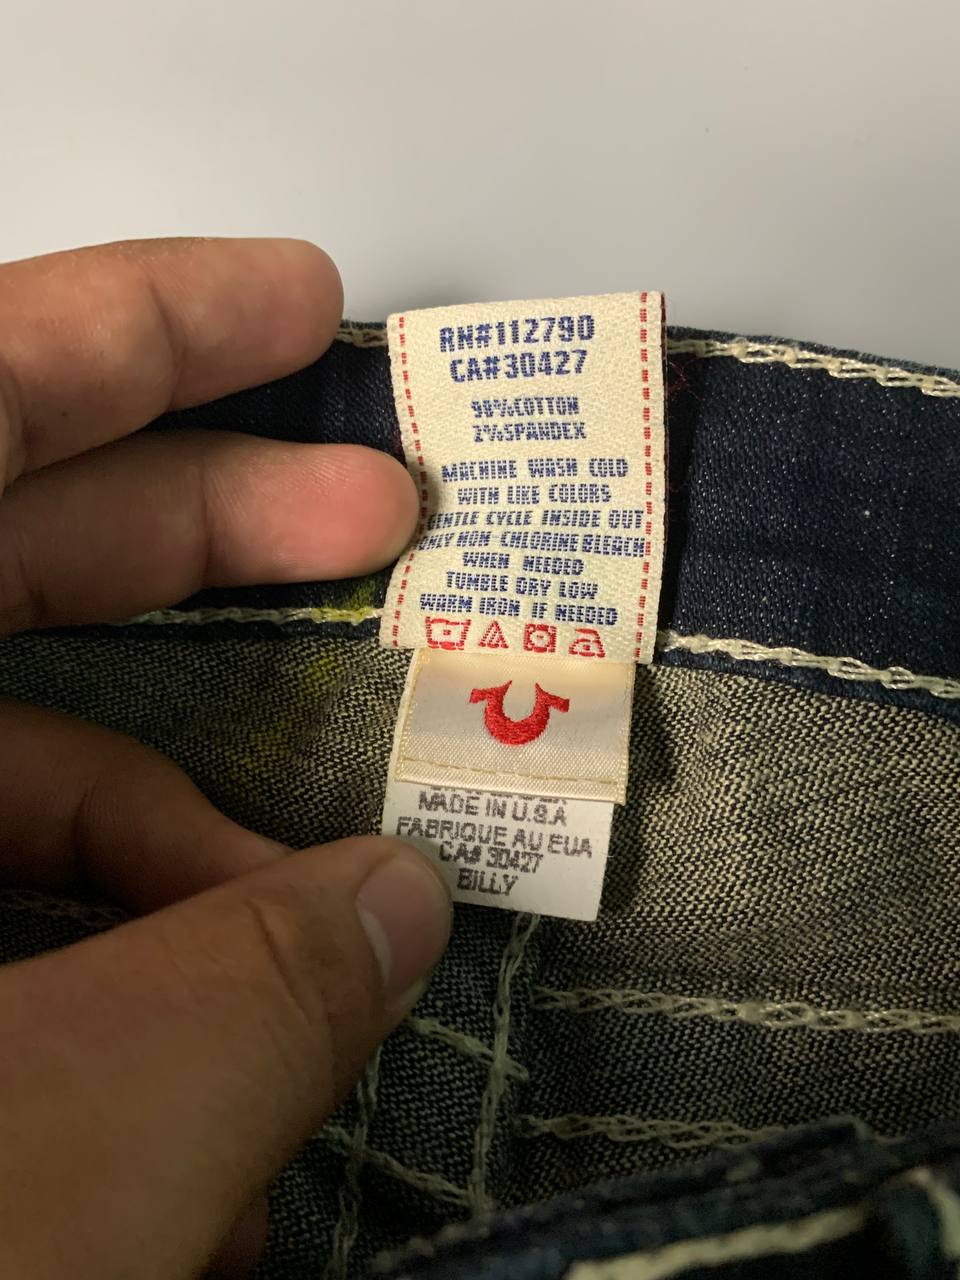 RN#112790
CA#30427
98%COTTON
2%SPANDEX
MACHINE WASH COLD
WITH LIKE COLORS
GENTLE CYCLE INSIDE OUT
ONLY NON-CHLORINE BLEACH
WHEN NEEDED
TUMBLE DRY LOW
WARM IRON IF NEEDED
MADE IN U.S.A
FABRIQUE AU EUA
CA# 30427
BILLY